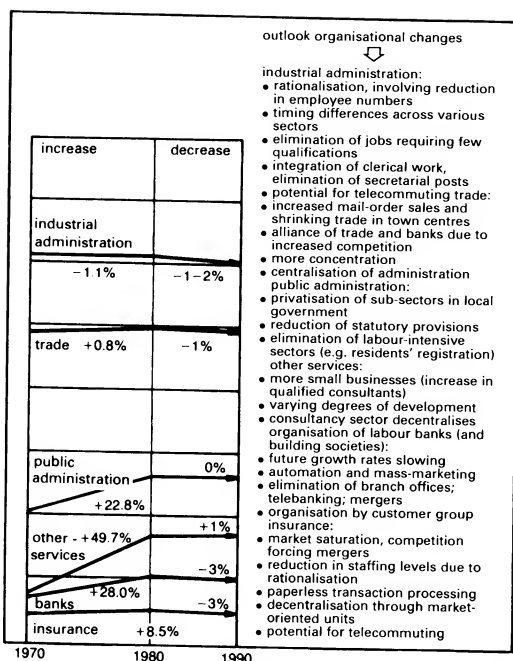 increase decrease
industrial
administration
−1.1% −1−2%
trade +0.8% −1%
public
administration
0%
+22.8%
+1%
other - +49.7%
services
−3%
+28.0%
banks
−3%
insurance +8.5%
1970 1980 1990
outlook organisational changes
industrial administration:
• rationalisation, involving reduction
in employee numbers
• timing differences across various
sectors
• elimination of jobs requiring few
qualifications
• integration of clerical work,
elimination of secretarial posts
• potential for telecommuting trade:
• increased mail-order sales and
shrinking trade in town centres
• alliance of trade and banks due to
increased competition
• more concentration
• centralisation of administration
public administration:
• privatisation of sub-sectors in local
government
• reduction of statutory provisions
• elimination of labour-intensive
sectors (e.g. residents' registration)
other services:
• more small businesses (increase in
qualified consultants)
• varying degrees of development
• consultancy sector decentralises
organisation of labour banks (and
building societies):
• future growth rates slowing
• automation and mass-marketing
• elimination of branch offices;
telebanking; mergers
• organisation by customer group
insurance:
• market saturation, competition
forcing mergers
• reduction in staffing levels due to
rationalisation
• paperless transaction processing
• decentralisation through market-
oriented units
• potential for telecommuting